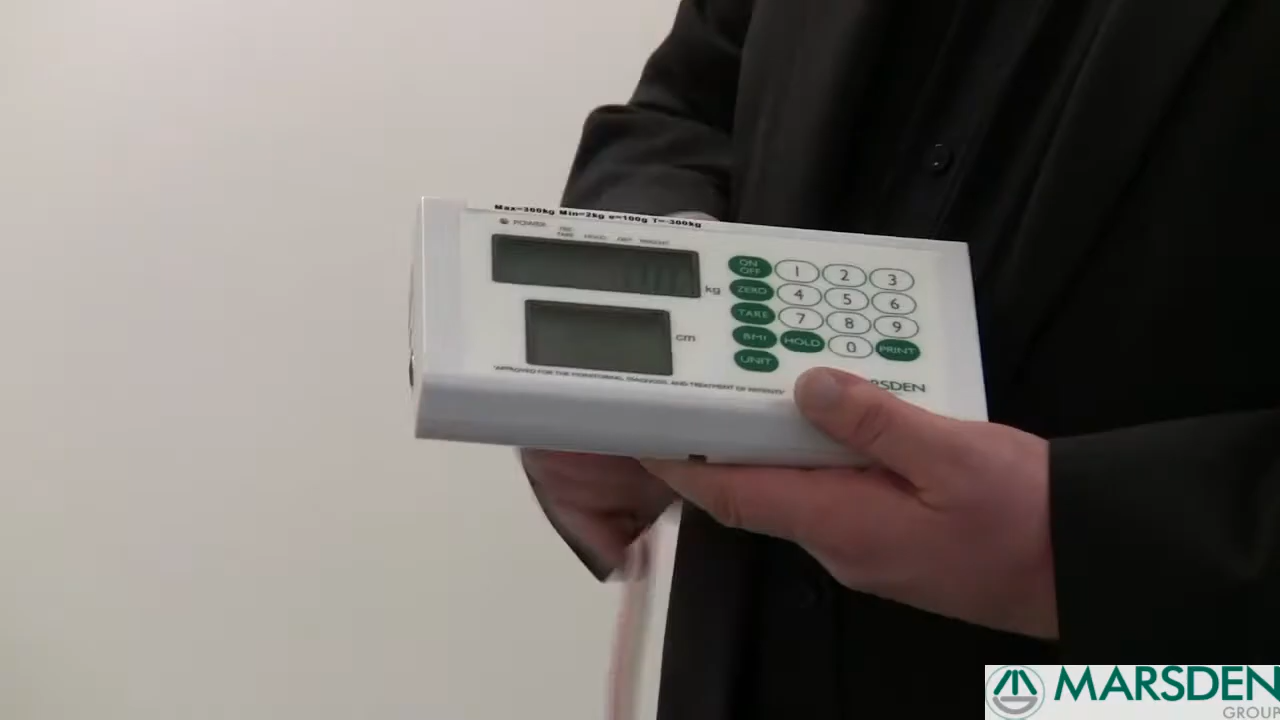 Max=300kg Min=2kg e=100g T=-300kg
POWER
HOLD
kg
cm
ON OFF 1 2 3
ZERO 4 5 6
TARE 7 8 9
BMI HOLD 0 PRINT
UNIT
"APPROVED FOR THE MONITORING, DIAGNOSIS, AND TREATMENT OF PATIENTS"
RSDEN
MARSDEN
GROUP